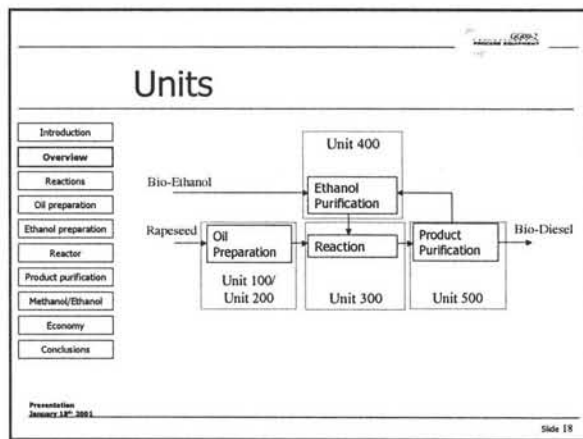 Units
Introduction
Overview
Reactions
Oil preparation
Ethanol preparation
Reactor
Product purification
Methanol/Ethanol
Economy
Conclusions
Unit 400
Bio-Ethanol
Ethanol
Purification
Rapeseed
Oil
Preparation
Reaction
Product
Purification
Bio-Diesel
Unit 100/
Unit 200
Unit 300
Unit 500
Presentation
January 18th 2001
Slide 18